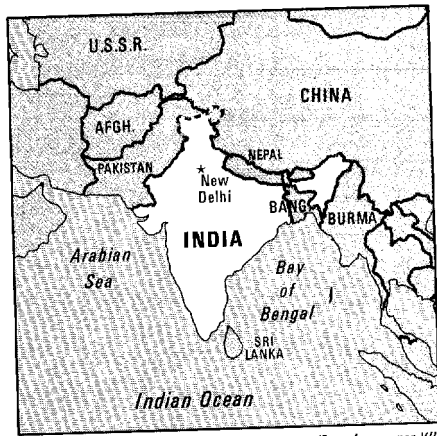 U.S.S.R.
CHINA
AFGH.
PAKISTAN
NEPAL
New
Delhi
BANG.
BURMA
INDIA
Arabian
Sea
Bay
of
Bengal
SRI
LANKA
Indian Ocean